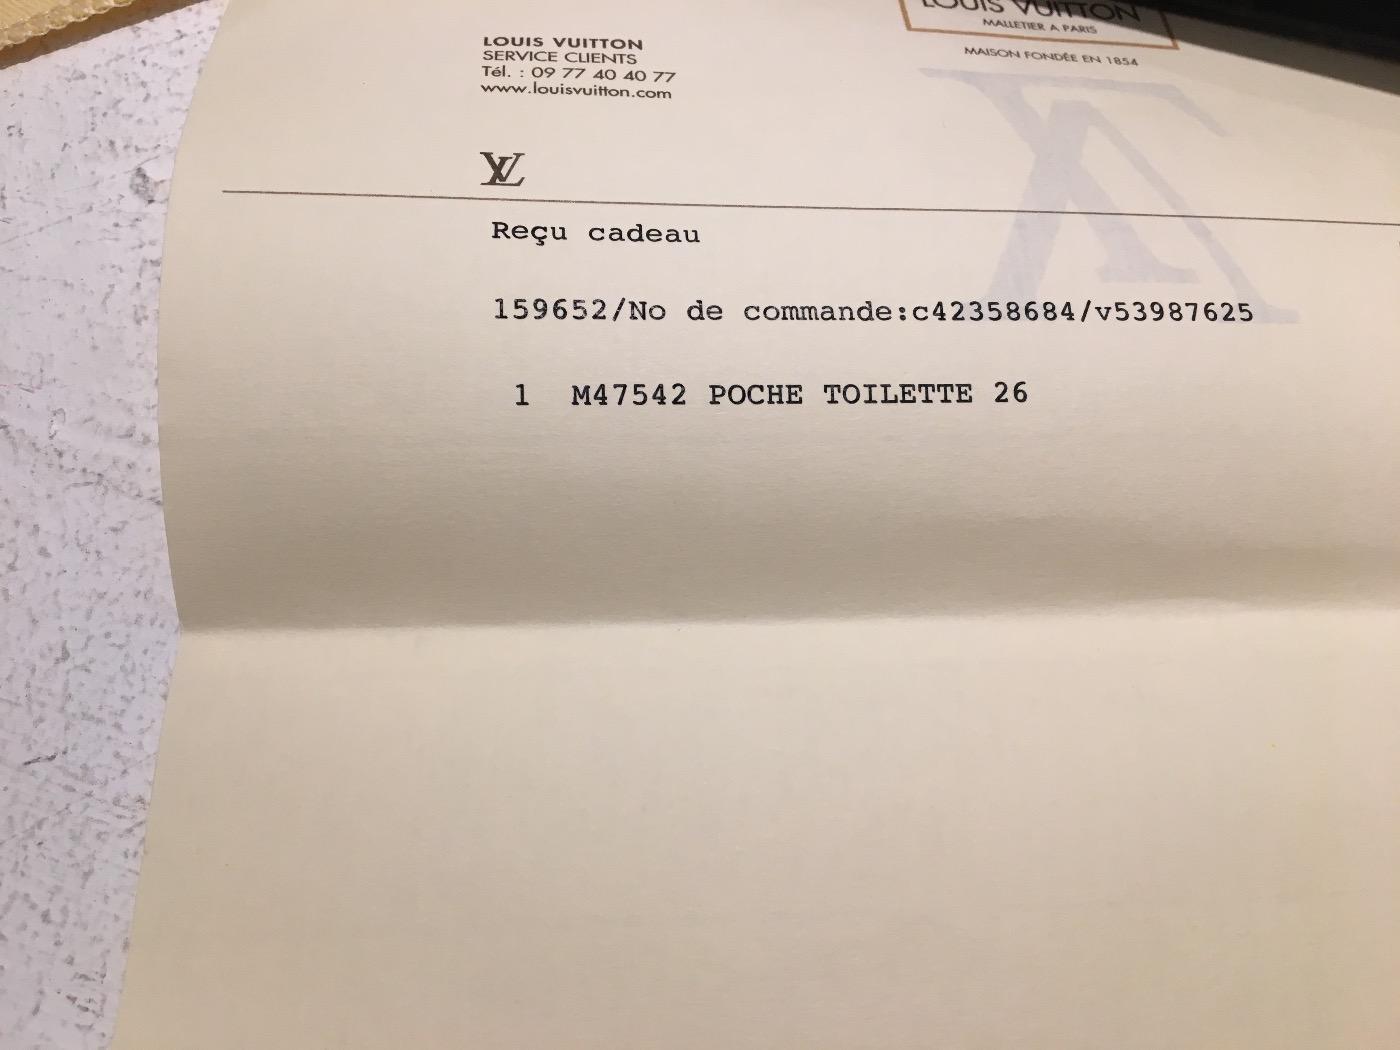 LOUIS VUITTON
MALLETIER A PARIS
MAISON FONDÉE EN 1854
LOUIS VUITTON
SERVICE CLIENTS
Tél. : 09 77 40 40 77
www.louisvuitton.com
LV
Reçu cadeau
159652/No de commande:c42358684/v53987625
1 M47542 POCHE TOILETTE 26